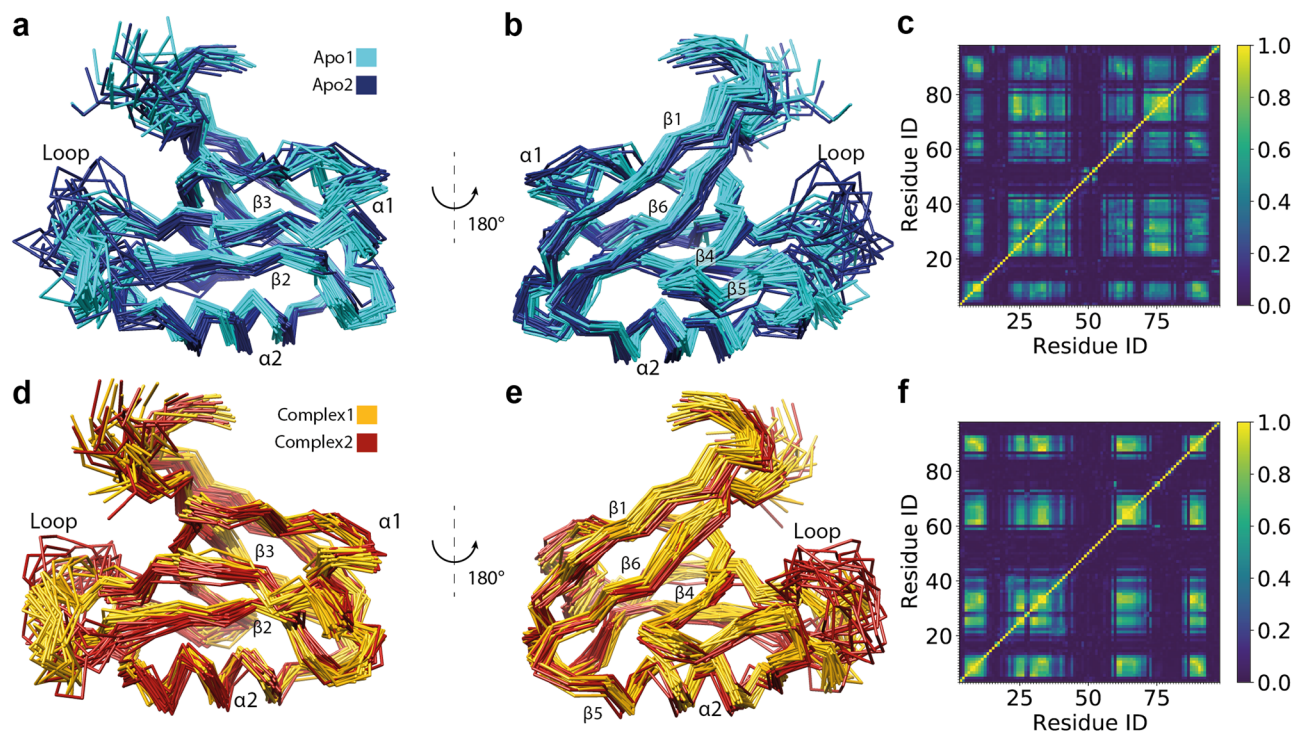 a
Apo1
Apo2
Loop
β3
α1
β2
α2
180°
b
β1
α1
Loop
β6
β4
β5
α2
c
Residue ID
80
60
40
20
25
50
75
Residue ID
1.0
0.8
0.6
0.4
0.2
0.0
d
Complex1
Complex2
Loop
α1
β3
β2
α2
180°
e
β1
Loop
β6
β4
β5
α2
f
Residue ID
80
60
40
20
25
50
75
Residue ID
1.0
0.8
0.6
0.4
0.2
0.0